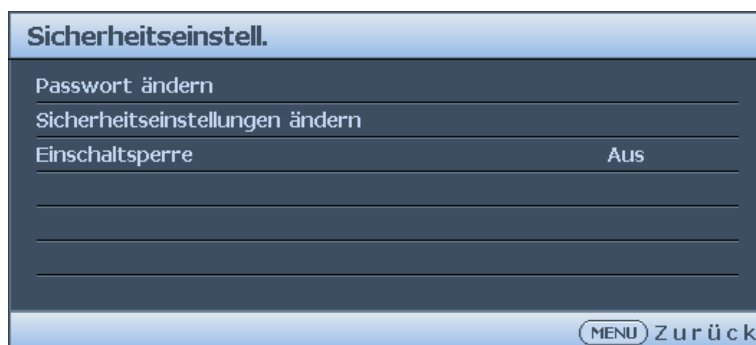 Sicherheitseinstell.
Passwort ändern
Sicherheitseinstellungen ändern
Einschaltsperre Aus
MENU Zurück